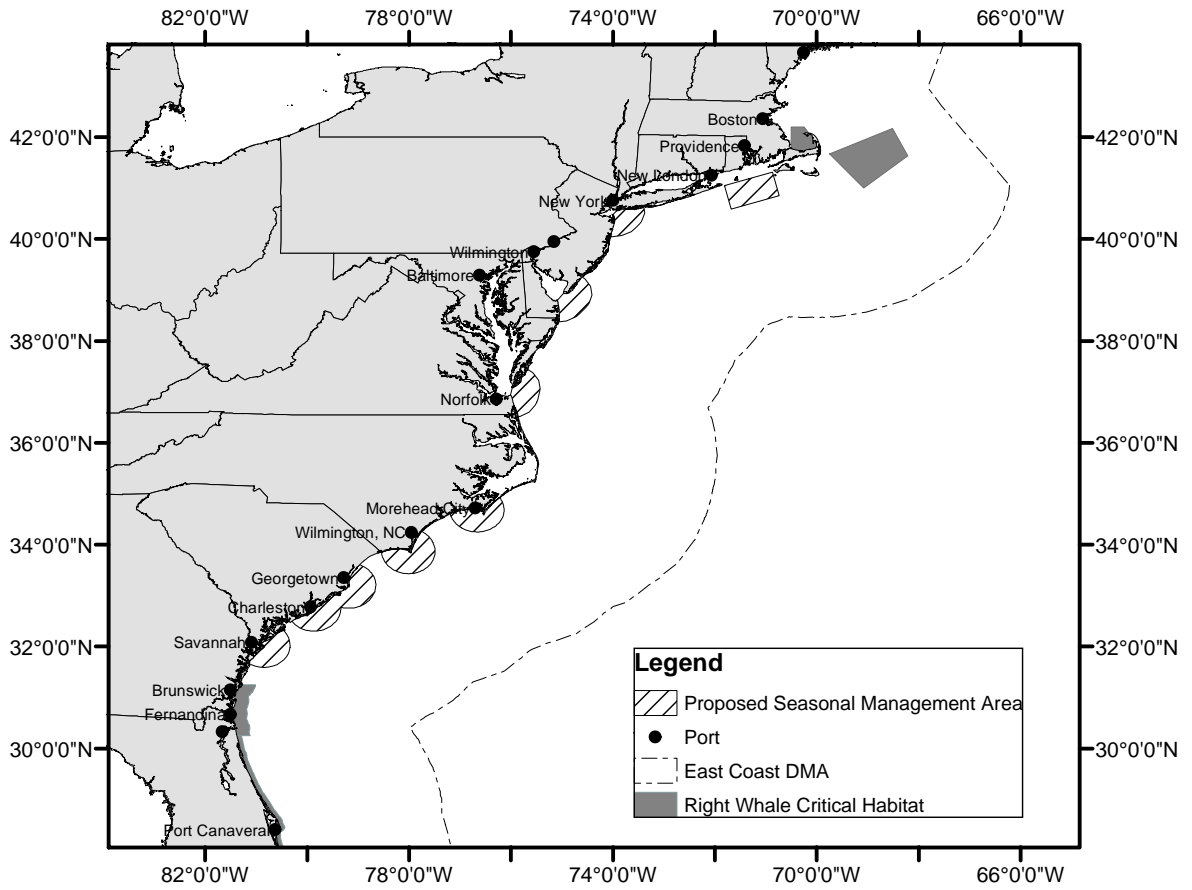 82°0'0"W 78°0'0"W 74°0'0"W 70°0'0"W 66°0'0"W
42°0'0"N 42°0'0"N
40°0'0"N 40°0'0"N
38°0'0"N 38°0'0"N
36°0'0"N 36°0'0"N
34°0'0"N 34°0'0"N
32°0'0"N 32°0'0"N
30°0'0"N 30°0'0"N
Boston
Providence
New London
New York
Wilmington
Baltimore
Norfolk
Morehead City
Wilmington, NC
Georgetown
Charleston
Savannah
Brunswick
Fernandina
Port Canaveral
Legend
Proposed Seasonal Management Area
Port
East Coast DMA
Right Whale Critical Habitat
82°0'0"W 78°0'0"W 74°0'0"W 70°0'0"W 66°0'0"W